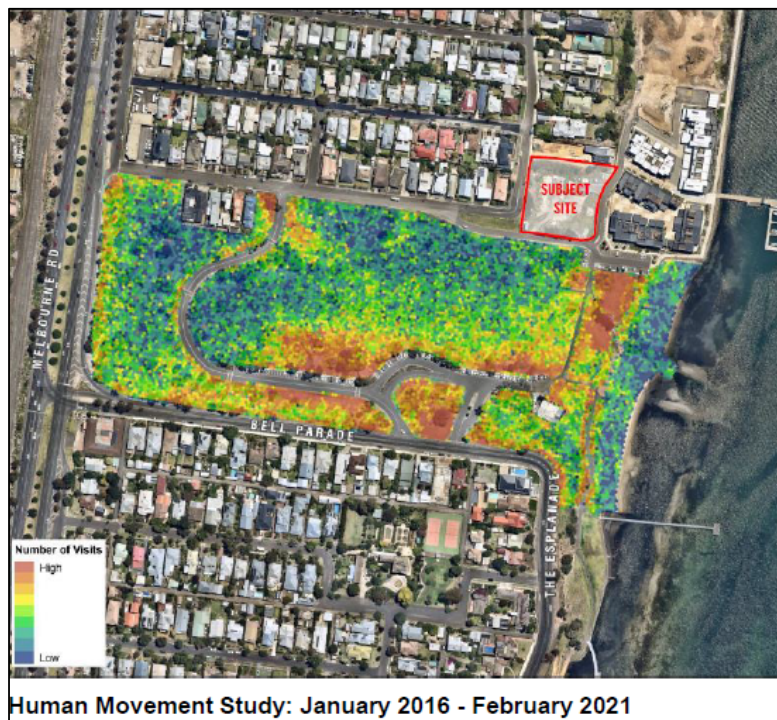 SUBJECT
SITE
MELBOURNE RD
BELL PARADE
THE ESPLANADE
Number of Visits
High
Low
Human Movement Study: January 2016 - February 2021